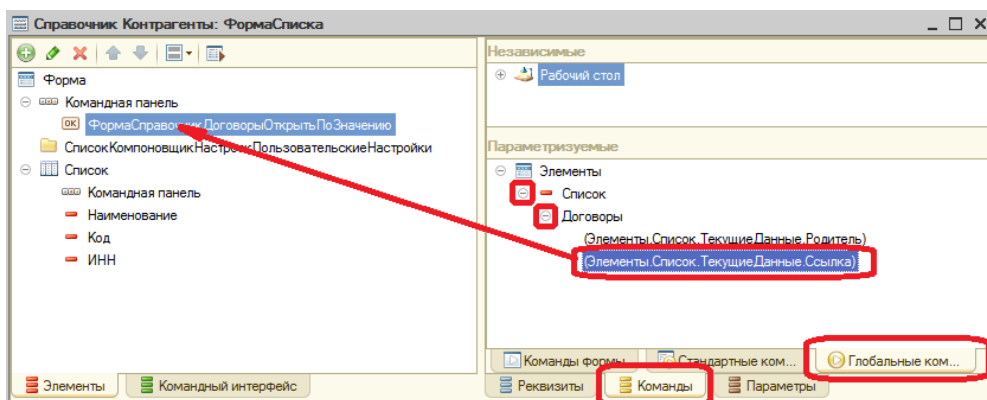 Справочник Контрагенты: ФормаСписка
Форма
Командная панель
ФормаСправочникДоговорыОткрытьПоЗначению
СписокКомпоновщикНастроекПользовательскиеНастройки
Список
Командная панель
Наименование
Код
ИНН
Элементы
Командный интерфейс
Независимые
Рабочий стол
Параметризуемые
Элементы
Список
Договоры
(Элементы.Список.ТекущиеДанные.Родитель)
(Элементы.Список.ТекущиеДанные.Ссылка)
Команды формы
Стандартные ком...
Глобальные ком...
Реквизиты
Команды
Параметры